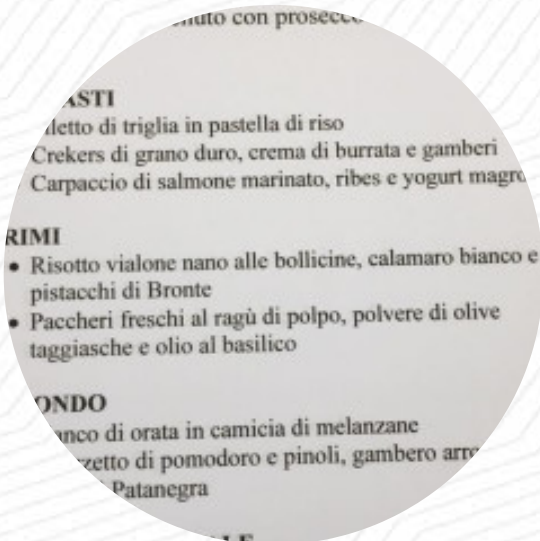 con prosecco
ASTI
di triglia in pastella di riso
Crekers di grano duro, crema di burrata e gamberi
Carpaccio di salmone marinato, ribes e yogurt magro
RIMI
• Risotto vialone nano alle bollicine, calamaro bianco e
pistacchi di Bronte
• Paccheri freschi al ragù di polpo, polvere di olive
taggiasche e olio al basilico
ONDO
di orata in camicia di melanzane
di pomodoro e pinoli, gambero
Patanegra